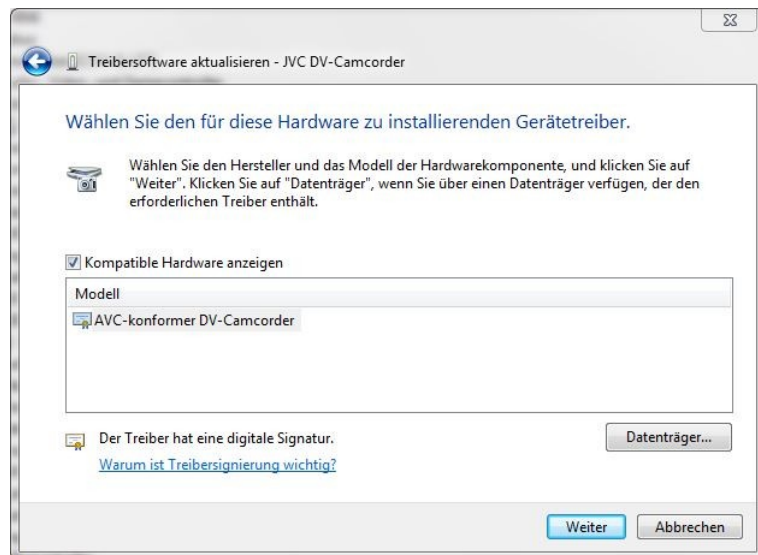 Treibersoftware aktualisieren - JVC DV-Camcorder
Wählen Sie den für diese Hardware zu installierenden Gerätetreiber.
Wählen Sie den Hersteller und das Modell der Hardwarekomponente, und klicken Sie auf
"Weiter". Klicken Sie auf "Datenträger", wenn Sie über einen Datenträger verfügen, der den
erforderlichen Treiber enthält.
Kompatible Hardware anzeigen
Modell
AVC-konformer DV-Camcorder
Der Treiber hat eine digitale Signatur.
Datenträger...
Warum ist Treibersignierung wichtig?
Weiter
Abbrechen